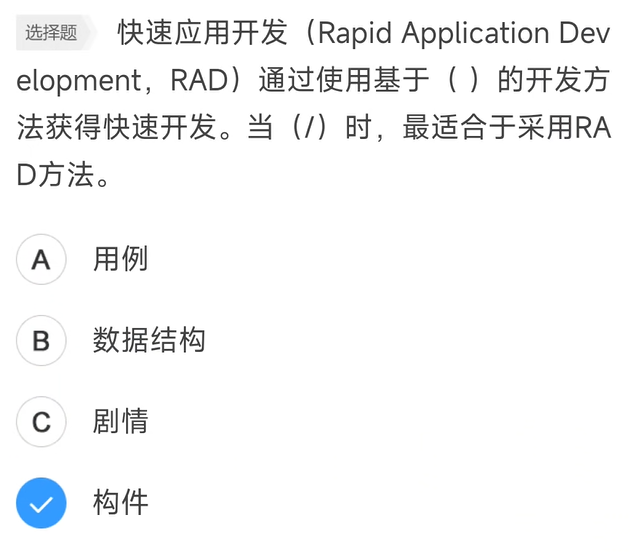 选择题 快速应用开发（Rapid Application Dev
elopment，RAD）通过使用基于（ ）的开发方
法获得快速开发。当（/）时，最适合于采用RA
D方法。
A 用例
B 数据结构
C 剧情
构件